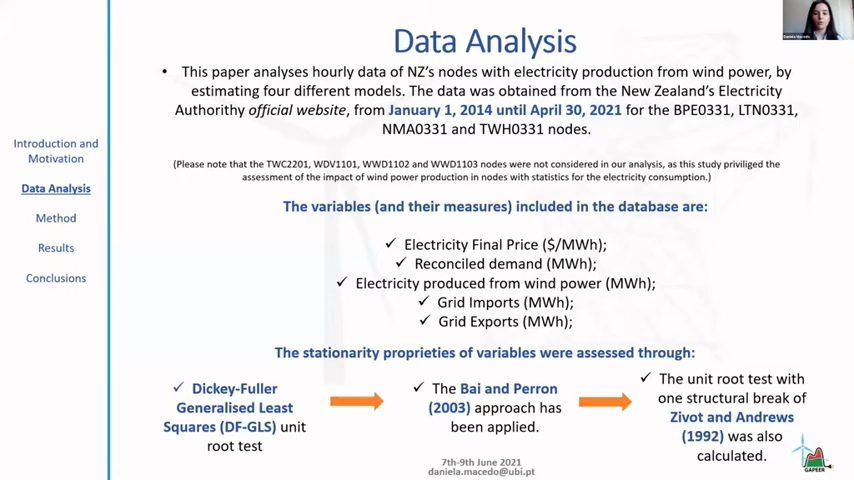 Data Analysis
• This paper analyses hourly data of NZ's nodes with electricity production from wind power, by
estimating four different models. The data was obtained from the New Zealand's Electricity
Authorithy official website, from January 1, 2014 until April 30, 2021 for the BPE0331, LTN0331,
NMA0331 and TWH0331 nodes.
(Please note that the TWC2201, WDV1101, WWD1102 and WWD1103 nodes were not considered in our analysis, as this study priviliged the
assessment of the impact of wind power production in nodes with statistics for the electricity consumption.)
Introduction and
Motivation
Data Analysis
Method
Results
Conclusions
The variables (and their measures) included in the database are:
✓ Electricity Final Price ($/MWh);
✓ Reconciled demand (MWh);
✓ Electricity produced from wind power (MWh);
✓ Grid Imports (MWh);
✓ Grid Exports (MWh);
The stationarity proprieties of variables were assessed through:
✓ Dickey-Fuller
Generalised Least
Squares (DF-GLS) unit
root test
✓ The Bai and Perron
(2003) approach has
been applied.
✓ The unit root test with
one structural break of
Zivot and Andrews
(1992) was also
calculated.
7th-9th June 2021
daniela.macedo@ubi.pt
GAPEER
Daniela Macedo